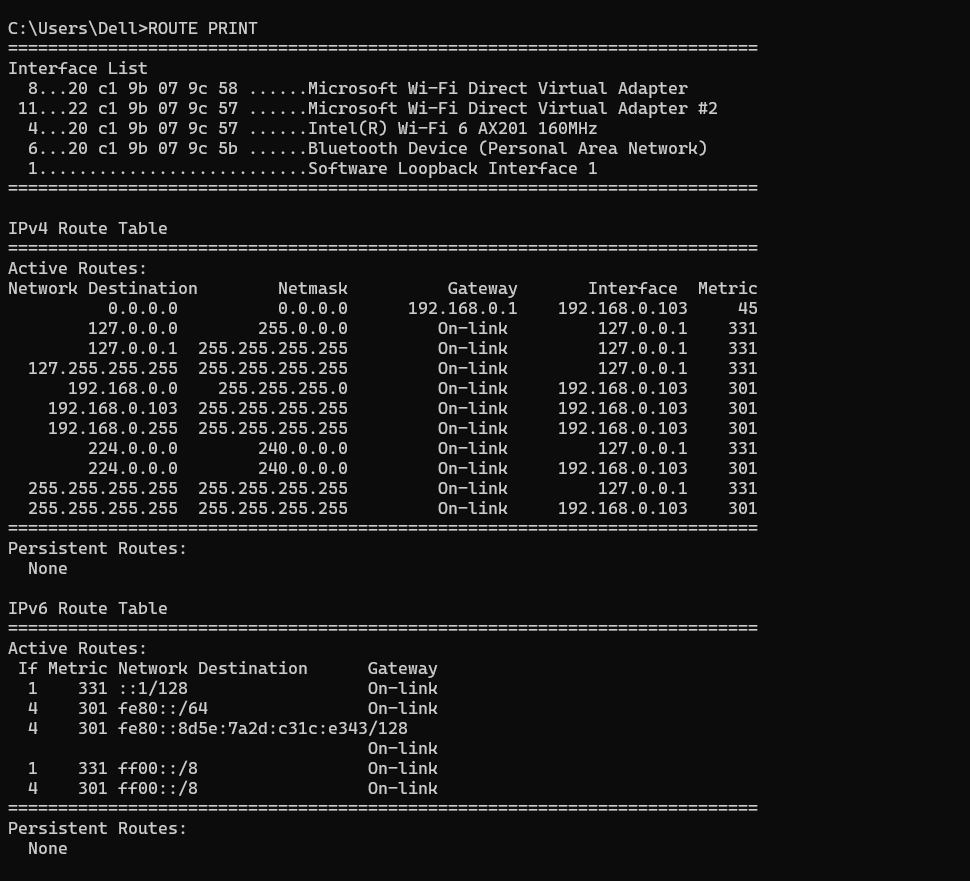 C:\Users\Dell>ROUTE PRINT
===========================================================================
Interface List
  8...20 c1 9b 07 9c 58 ......Microsoft Wi-Fi Direct Virtual Adapter
 11...22 c1 9b 07 9c 57 ......Microsoft Wi-Fi Direct Virtual Adapter #2
  4...20 c1 9b 07 9c 57 ......Intel(R) Wi-Fi 6 AX201 160MHz
  6...20 c1 9b 07 9c 5b ......Bluetooth Device (Personal Area Network)
  1...........................Software Loopback Interface 1
===========================================================================

IPv4 Route Table
===========================================================================
Active Routes:
Network Destination        Netmask          Gateway       Interface  Metric
          0.0.0.0          0.0.0.0      192.168.0.1    192.168.0.103     45
        127.0.0.0        255.0.0.0         On-link         127.0.0.1    331
        127.0.0.1  255.255.255.255         On-link         127.0.0.1    331
  127.255.255.255  255.255.255.255         On-link         127.0.0.1    331
      192.168.0.0    255.255.255.0         On-link     192.168.0.103    301
    192.168.0.103  255.255.255.255         On-link     192.168.0.103    301
    192.168.0.255  255.255.255.255         On-link     192.168.0.103    301
        224.0.0.0        240.0.0.0         On-link         127.0.0.1    331
        224.0.0.0        240.0.0.0         On-link     192.168.0.103    301
  255.255.255.255  255.255.255.255         On-link         127.0.0.1    331
  255.255.255.255  255.255.255.255         On-link     192.168.0.103    301
===========================================================================
Persistent Routes:
  None

IPv6 Route Table
===========================================================================
Active Routes:
 If Metric Network Destination      Gateway
  1    331 ::1/128                  On-link
  4    301 fe80::/64                On-link
  4    301 fe80::8d5e:7a2d:c31c:e343/128
                                    On-link
  1    331 ff00::/8                 On-link
  4    301 ff00::/8                 On-link
===========================================================================
Persistent Routes:
  None